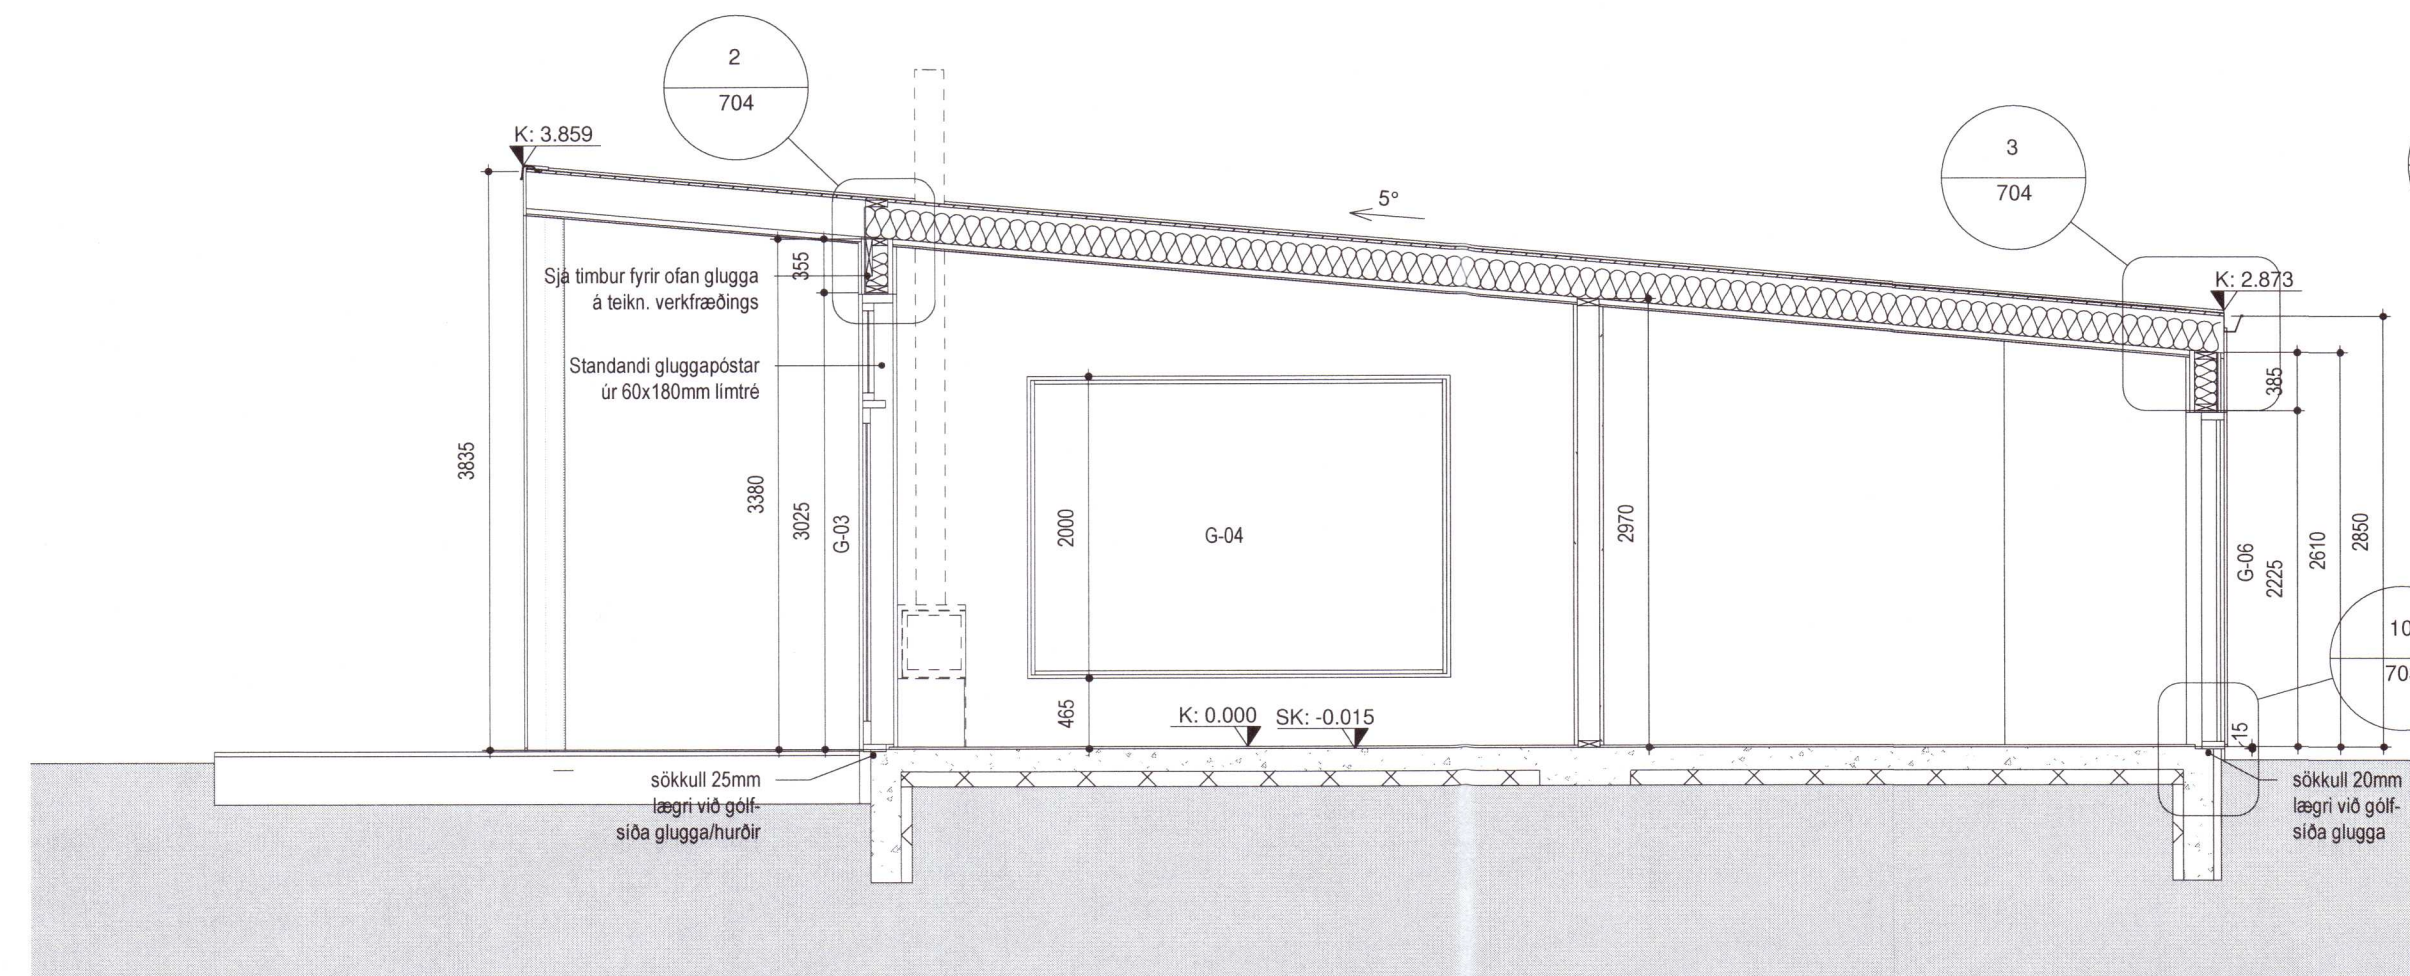 2
704
K: 3.859
3
704
5°
K: 2.873
Sjá timbur fyrir ofan glugga
á teikn. verkfræðings
355
Standandi gluggapóstar
úr 60x180mm límtré
385
3835
3380
3025
G-03
2000
G-04
2970
G-06
2225
2610
2850
10
465
K: 0.000
SK: -0.015
15
sökkull 25mm
lægri við gólf-
síða glugga/hurðir
sökkull 20mm
lægri við gólf-
síða glugga